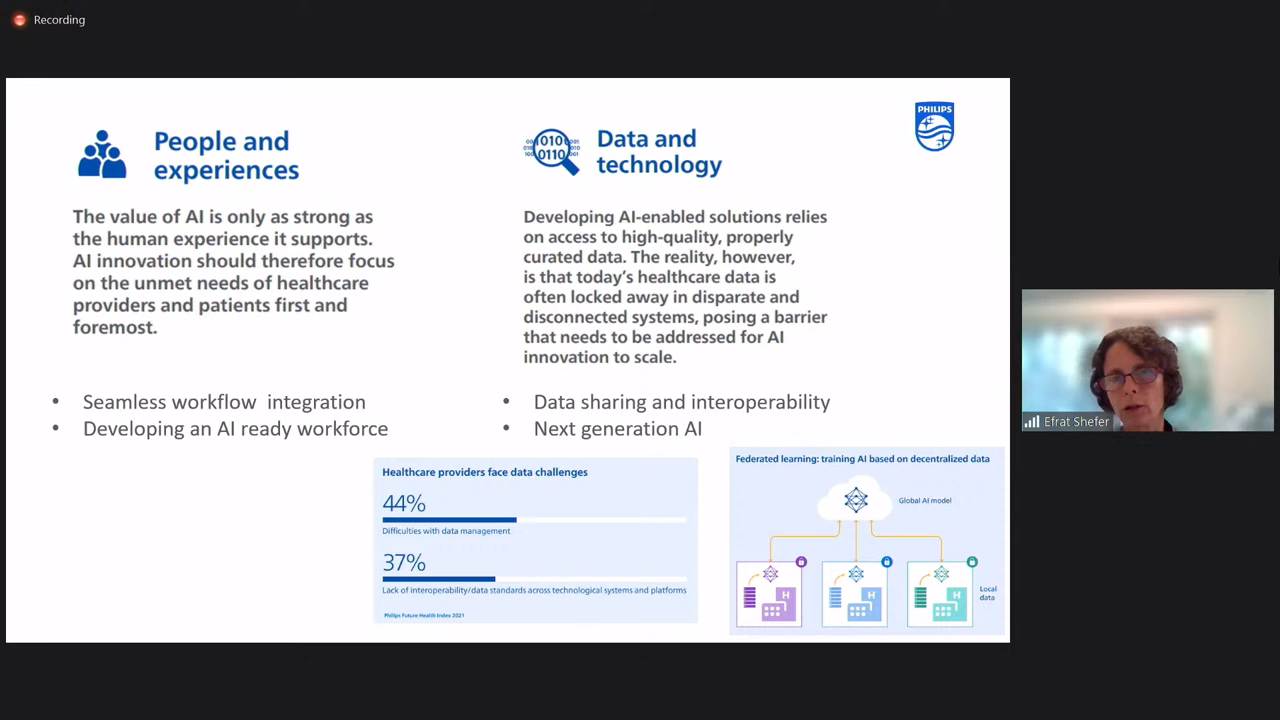 Recording
PHILIPS
People and
experiences
The value of AI is only as strong as
the human experience it supports.
AI innovation should therefore focus
on the unmet needs of healthcare
providers and patients first and
foremost.
• Seamless workflow integration
• Developing an AI ready workforce
Data and
technology
Developing AI-enabled solutions relies
on access to high-quality, properly
curated data. The reality, however,
is that today's healthcare data is
often locked away in disparate and
disconnected systems, posing a barrier
that needs to be addressed for AI
innovation to scale.
• Data sharing and interoperability
• Next generation AI
Healthcare providers face data challenges
44%
Difficulties with data management
37%
Lack of interoperability/data standards across technological systems and platforms
Philips Future Health Index 2021
Federated learning: training AI based on decentralized data
Global AI model
H
H
H
Local
data
Efrat Shefer